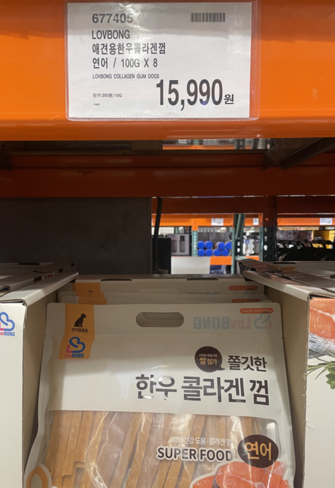 677405
LOVBONG
애견용한우콜라겐껌
연어 / 100G X 8
LOVBONG COLLAGEN GUM DOGS
15,990원
LovBONG
쫄깃한
한우 콜라겐 껌
SUPER FOOD
연어